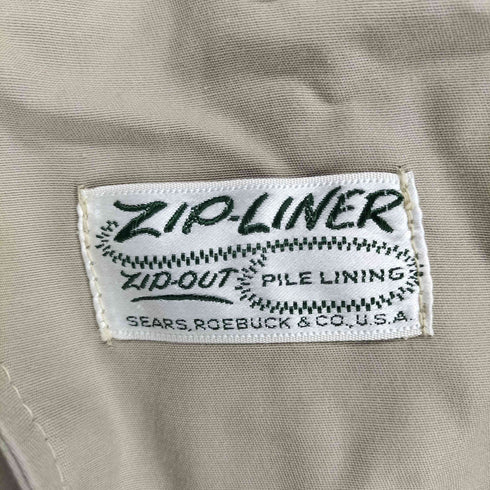 ZIP-LINER
ZIP-OUT PILE LINING
SEARS, ROEBUCK & CO., U.S.A.